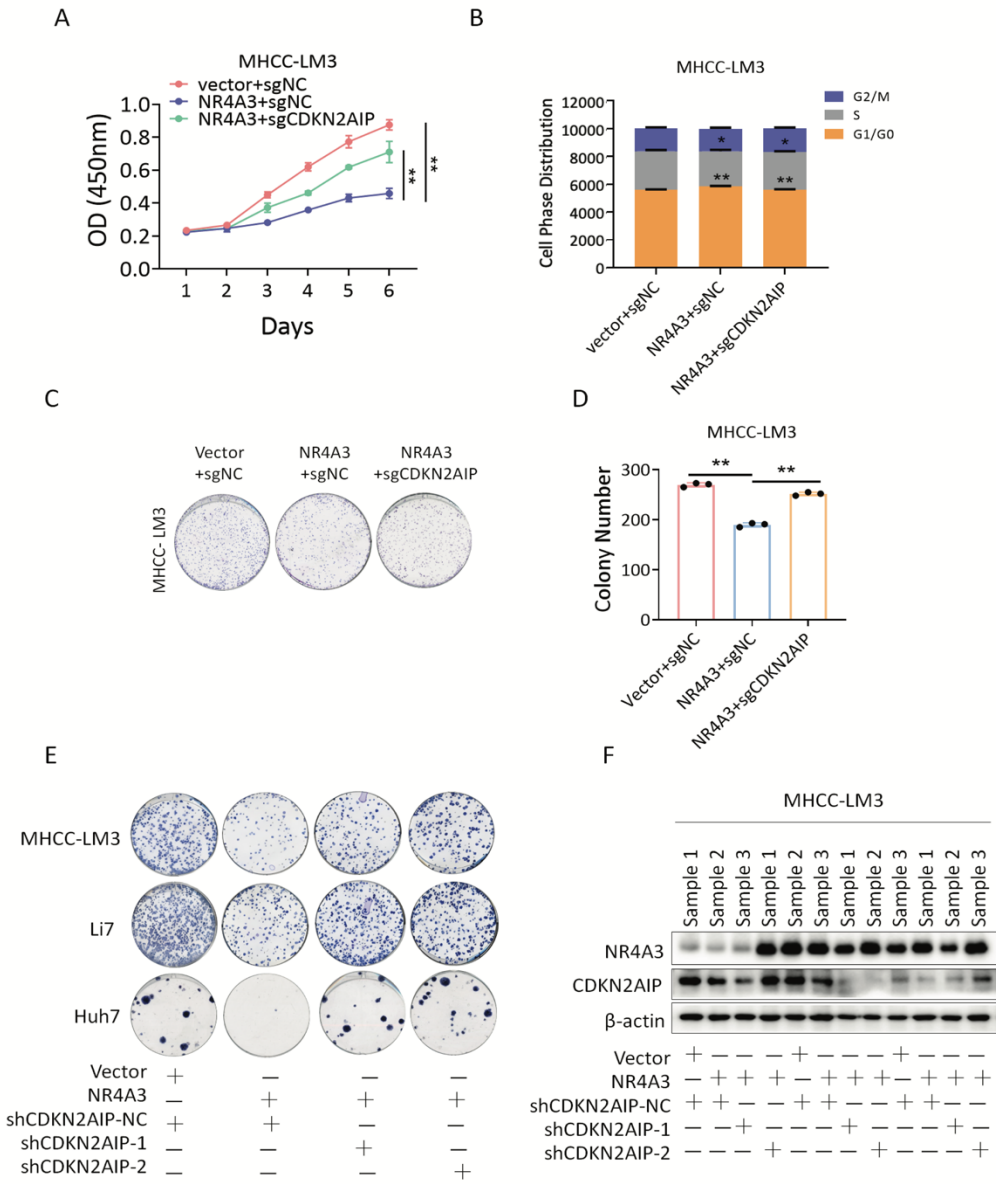 A
MHCC-LM3
vector+sgNC
NR4A3+sgNC
NR4A3+sgCDKN2AIP
OD (450nm)
1.0
0.8
0.6
0.4
0.2
0.0
**
**
1 2 3 4 5 6
Days
B
MHCC-LM3
G2/M
S
G1/G0
Cell Phase Distribution
12000
10000
8000
6000
4000
2000
0
* *
** **
vector+sgNC
NR4A3+sgNC
NR4A3+sgCDKN2AIP
C
Vector
+sgNC
NR4A3
+sgNC
NR4A3
+sgCDKN2AIP
MHCC- LM3
D
MHCC-LM3
Colony Number
300
200
100
0
** **
Vector+sgNC
NR4A3+sgNC
NR4A3+sgCDKN2AIP
E
MHCC-LM3
Li7
Huh7
Vector + — — —
NR4A3 — + + +
shCDKN2AIP-NC + + — —
shCDKN2AIP-1 — — + —
shCDKN2AIP-2 — — — +
F
MHCC-LM3
Sample 1
Sample 2
Sample 3
Sample 1
Sample 2
Sample 3
Sample 1
Sample 2
Sample 3
Sample 1
Sample 2
Sample 3
NR4A3
CDKN2AIP
β-actin
Vector + — — — + — — — + — — —
NR4A3 — + + + — + + + — + + +
shCDKN2AIP-NC + + — — + + — — + + — —
shCDKN2AIP-1 — — + — — — + — — — + —
shCDKN2AIP-2 — — — + — — — + — — — +